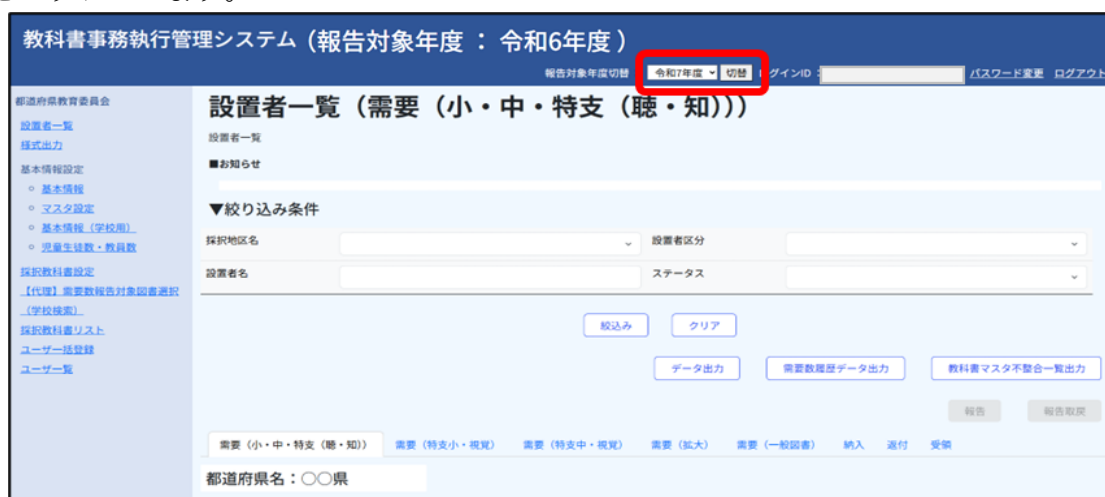 教科書事務執行管理システム (報告対象年度 : 令和6年度 )
報告対象年度切替 令和7年度 切替 ログインID : パスワード変更 ログアウト
都道府県教育委員会
設置者一覧
様式出力
基本情報設定
基本情報
マスタ設定
基本情報（学校用）
児童生徒数・教員数
採択教科書設定
【代理】需要数報告対象図書選択
（学校検索）
採択教科書リスト
ユーザー括登録
ユーザー覧
設置者一覧（需要（小・中・特支（聴・知)））
設置者一覧
■お知らせ
▼絞り込み条件
採択地区名 設置者区分
設置者名 ステータス
絞込み クリア
データ出力 需要数履歴データ出力 教科書マスタ不整合一覧出力
報告 報告取戻
需要（小・中・特支（聴・知)） 需要（特支小・視覚） 需要（特支中・視覚） 需要（拡大） 需要（一般図書） 納入 返付 受領
都道府県名：〇〇県